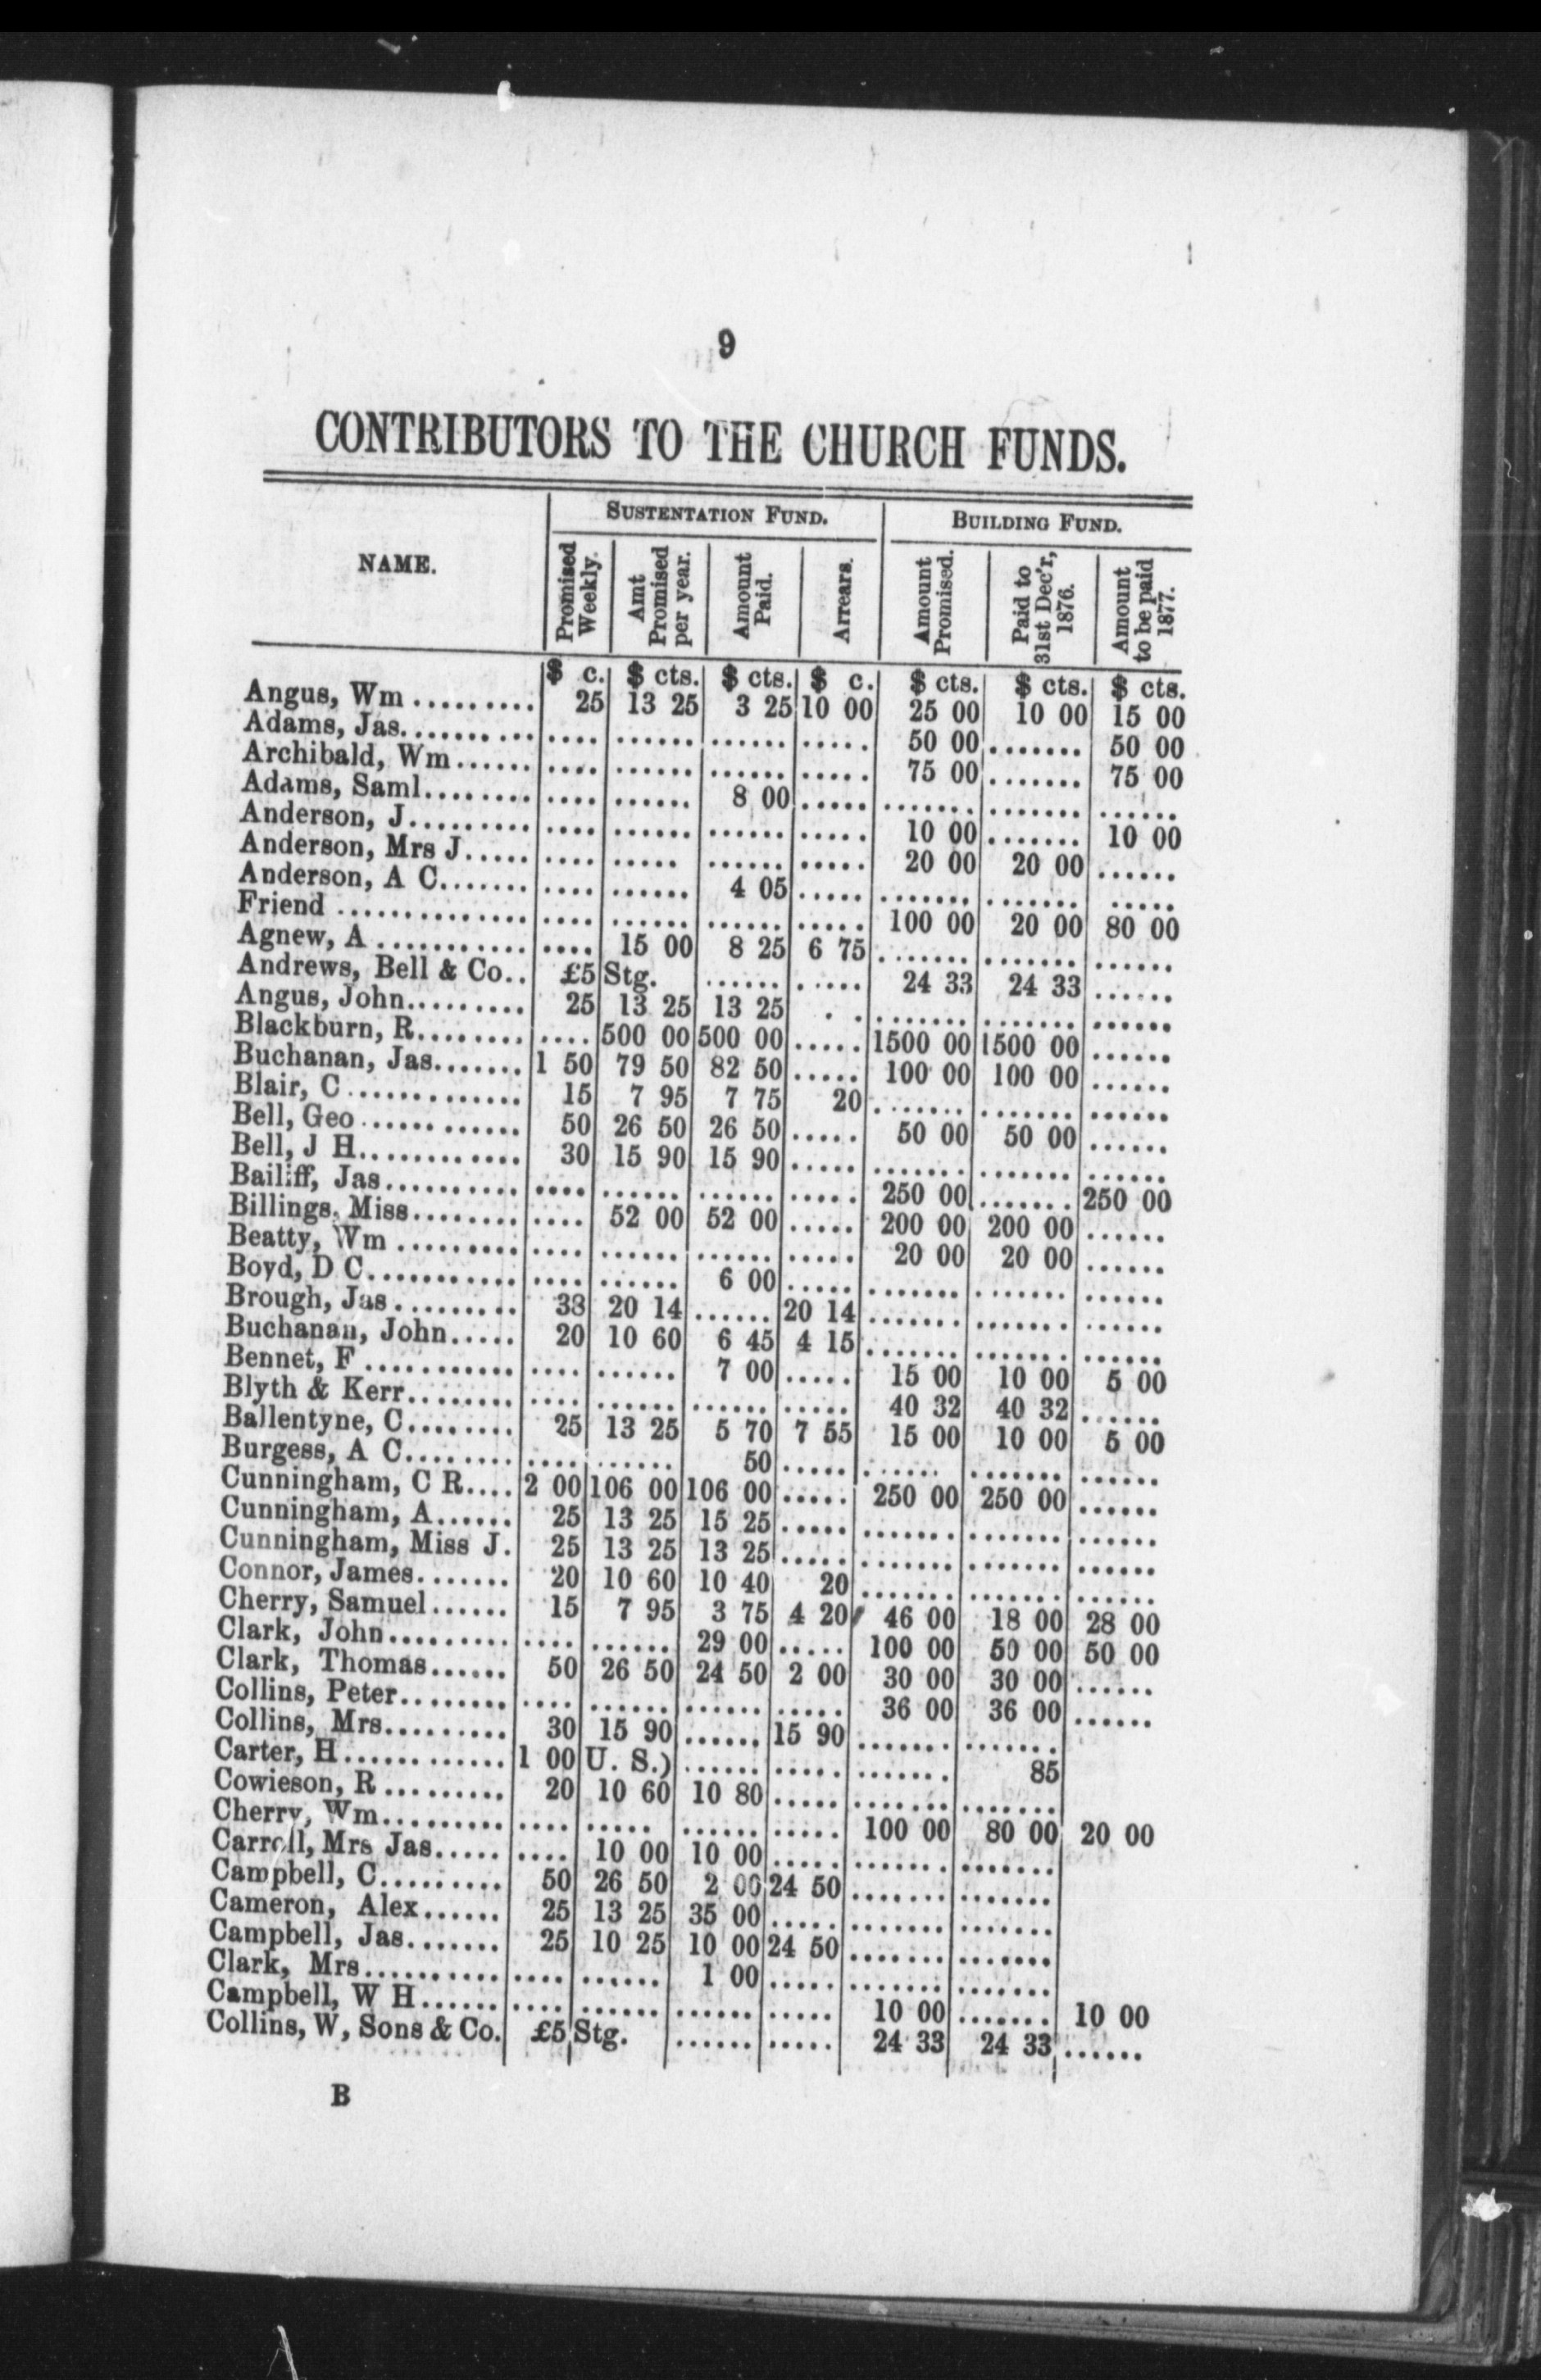 9
CONTRIBUTORS TO THE CHURCH FUNDS.
NAME. SUSTENTATION FUND. BUILDING FUND.
Promised Weekly. Amt Promised per year. Amount Paid. Arrears. Amount Promised. Paid to 31st Dec'r, 1876. Amount to be paid 1877.
$ c. $ cts. $ cts. $ c. $ cts. $ cts. $ cts.
Angus, Wm ......... 25 13 25 3 25 10 00 25 00 10 00 15 00
Adams, Jas.......... .... ...... ...... ..... 50 00 ....... 50 00
Archibald, Wm...... .... ...... ...... ..... 75 00 ....... 75 00
Adams, Saml........ .... ...... 8 00 ..... ....... ....... ......
Anderson, J......... .... ...... ...... ..... 10 00 ....... 10 00
Anderson, Mrs J..... .... ..... ...... ..... 20 00 20 00 ......
Anderson, A C....... .... ...... 4 05 ..... ....... ....... .....
Friend .............. .... ...... ...... ..... 100 00 20 00 80 00
Agnew, A ........... .... 15 00 8 25 6 75 ....... ....... ......
Andrews, Bell & Co.. £5 Stg. ...... ..... 24 33 24 33 ......
Angus, John......... 25 13 25 13 25 . . ....... ....... ......
Blackburn, R........ .... 500 00 500 00 ..... 1500 00 1500 00 ......
Buchanan, Jas....... 1 50 79 50 82 50 ..... 100 00 100 00 ......
Blair, C ............. 15 7 95 7 75 20 ....... ....... ......
Bell, Geo ............ 50 26 50 26 50 ..... 50 00 50 00 ......
Bell, J H............ 30 15 90 15 90 ..... ....... ....... ......
Bailiff, Jas.......... .... ...... ...... ..... 250 00 ....... 250 00
Billings, Miss........ .... 52 00 52 00 ..... 200 00 200 00 ......
Beatty, Wm ......... .... ...... ...... ..... 20 00 20 00 ......
Boyd, D C........... .... ...... 6 00 ..... ....... ....... ......
Brough, Jas ......... 38 20 14 ...... 20 14 ....... ....... ......
Buchanan, John..... 20 10 60 6 45 4 15 ....... ....... ......
Bennet, F ........... .... ...... 7 00 ..... 15 00 10 00 5 00
Blyth & Kerr........ .... ...... ...... ..... 40 32 40 32 ......
Ballentyne, C........ 25 13 25 5 70 7 55 15 00 10 00 5 00
Burgess, A C........ .... ...... 50 ..... ...... ....... ......
Cunningham, C R.... 2 00 106 00 106 00 ..... 250 00 250 00 ......
Cunningham, A...... 25 13 25 15 25 ..... ....... ....... ......
Cunningham, Miss J. 25 13 25 13 25 ..... ....... ....... ......
Connor, James....... 20 10 60 10 40 20 ....... ....... ......
Cherry, Samuel...... 15 7 95 3 75 4 20 46 00 18 00 28 00
Clark, John......... .... ...... 29 00 ..... 100 00 50 00 50 00
Clark, Thomas...... 50 26 50 24 50 2 00 30 00 30 00 ......
Collins, Peter........ .... ...... ...... ..... 36 00 36 00 ......
Collins, Mrs......... 30 15 90 ...... 15 90 ....... .......
Carter, H............ 1 00 U. S.) ...... ..... ....... 85
Cowieson, R ......... 20 10 60 10 80 ..... ....... .......
Cherry, Wm......... .... ..... ...... ..... 100 00 80 00 20 00
Carroll, Mrs Jas..... .... 10 00 10 00 ..... ....... .......
Campbell, C......... 50 26 50 2 00 24 50 ....... .......
Cameron, Alex...... 25 13 25 35 00 ..... ....... .......
Campbell, Jas....... 25 10 25 10 00 24 50 ....... .......
Clark, Mrs.......... .... ...... 1 00 ..... ....... .......
Campbell, W H...... .... ...... ...... ..... 10 00 ....... 10 00
Collins, W, Sons & Co. £5 Stg. ...... ..... 24 33 24 33 ......
B